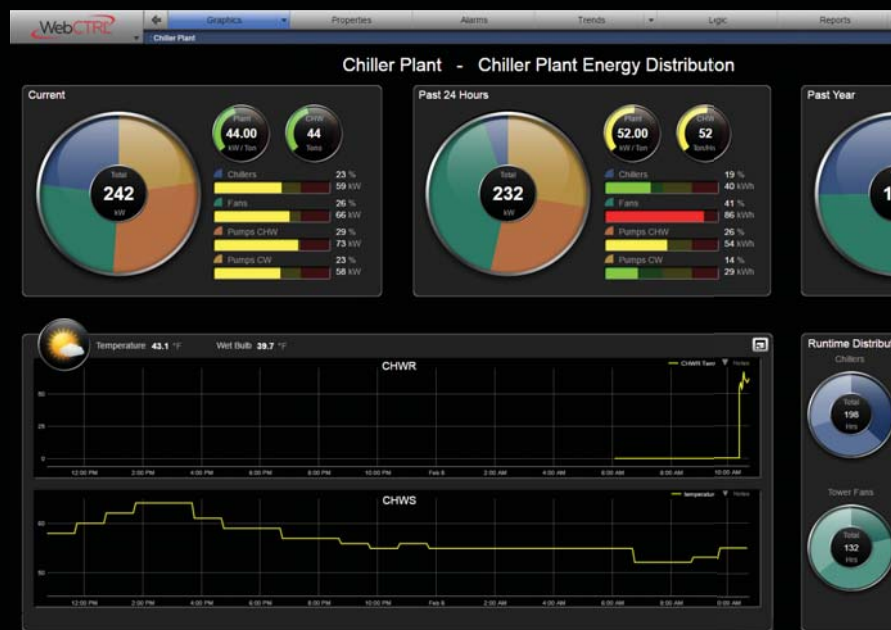 WebCTRL
Graphics
Properties
Alarms
Trends
Logic
Reports
Chiller Plant
Chiller Plant - Chiller Plant Energy Distributon
Current
Total
242
kW
Plant
44.00
kW / Ton
CHW
44
Tons
Chillers 23 %
59 kW
Fans 26 %
66 kW
Pumps CHW 29 %
73 kW
Pumps CW 23 %
58 kW
Past 24 Hours
Total
232
kW
Plant
52.00
kW / Ton
CHW
52
Ton/Hrs
Chillers 19 %
40 kWh
Fans 41 %
86 kWh
Pumps CHW 26 %
54 kWh
Pumps CW 14 %
29 kWh
Past Year
1
Temperature 43.1 °F Wet Bulb 39.7 °F
CHWR
Notes
50
25
0
12:00 PM 2:00 PM 4:00 PM 6:00 PM 8:00 PM 10:00 PM Feb 6 2:00 AM 4:00 AM 6:00 AM 8:00 AM 10:00 AM
CHWS
temperatur Notes
60
50
12:00 PM 2:00 PM 4:00 PM 6:00 PM 8:00 PM 10:00 PM Feb 6 2:00 AM 4:00 AM 6:00 AM 8:00 AM 0:00 AM
Runtime Distribut
Chillers
Total
198
Hrs
Tower Fans
Total
132
Hrs